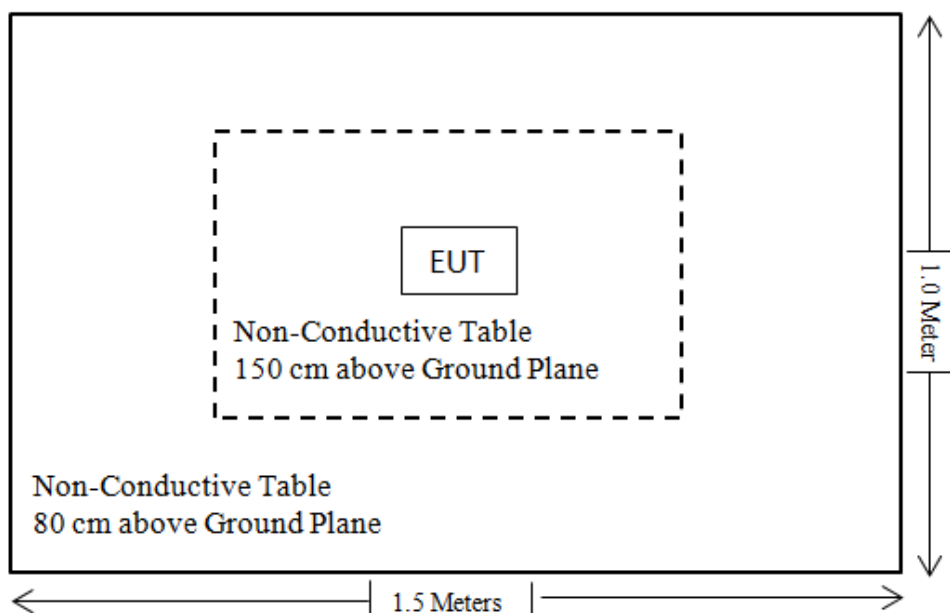 EUT
Non-Conductive Table
150 cm above Ground Plane
1.0 Meter
Non-Conductive Table
80 cm above Ground Plane
1.5 Meters